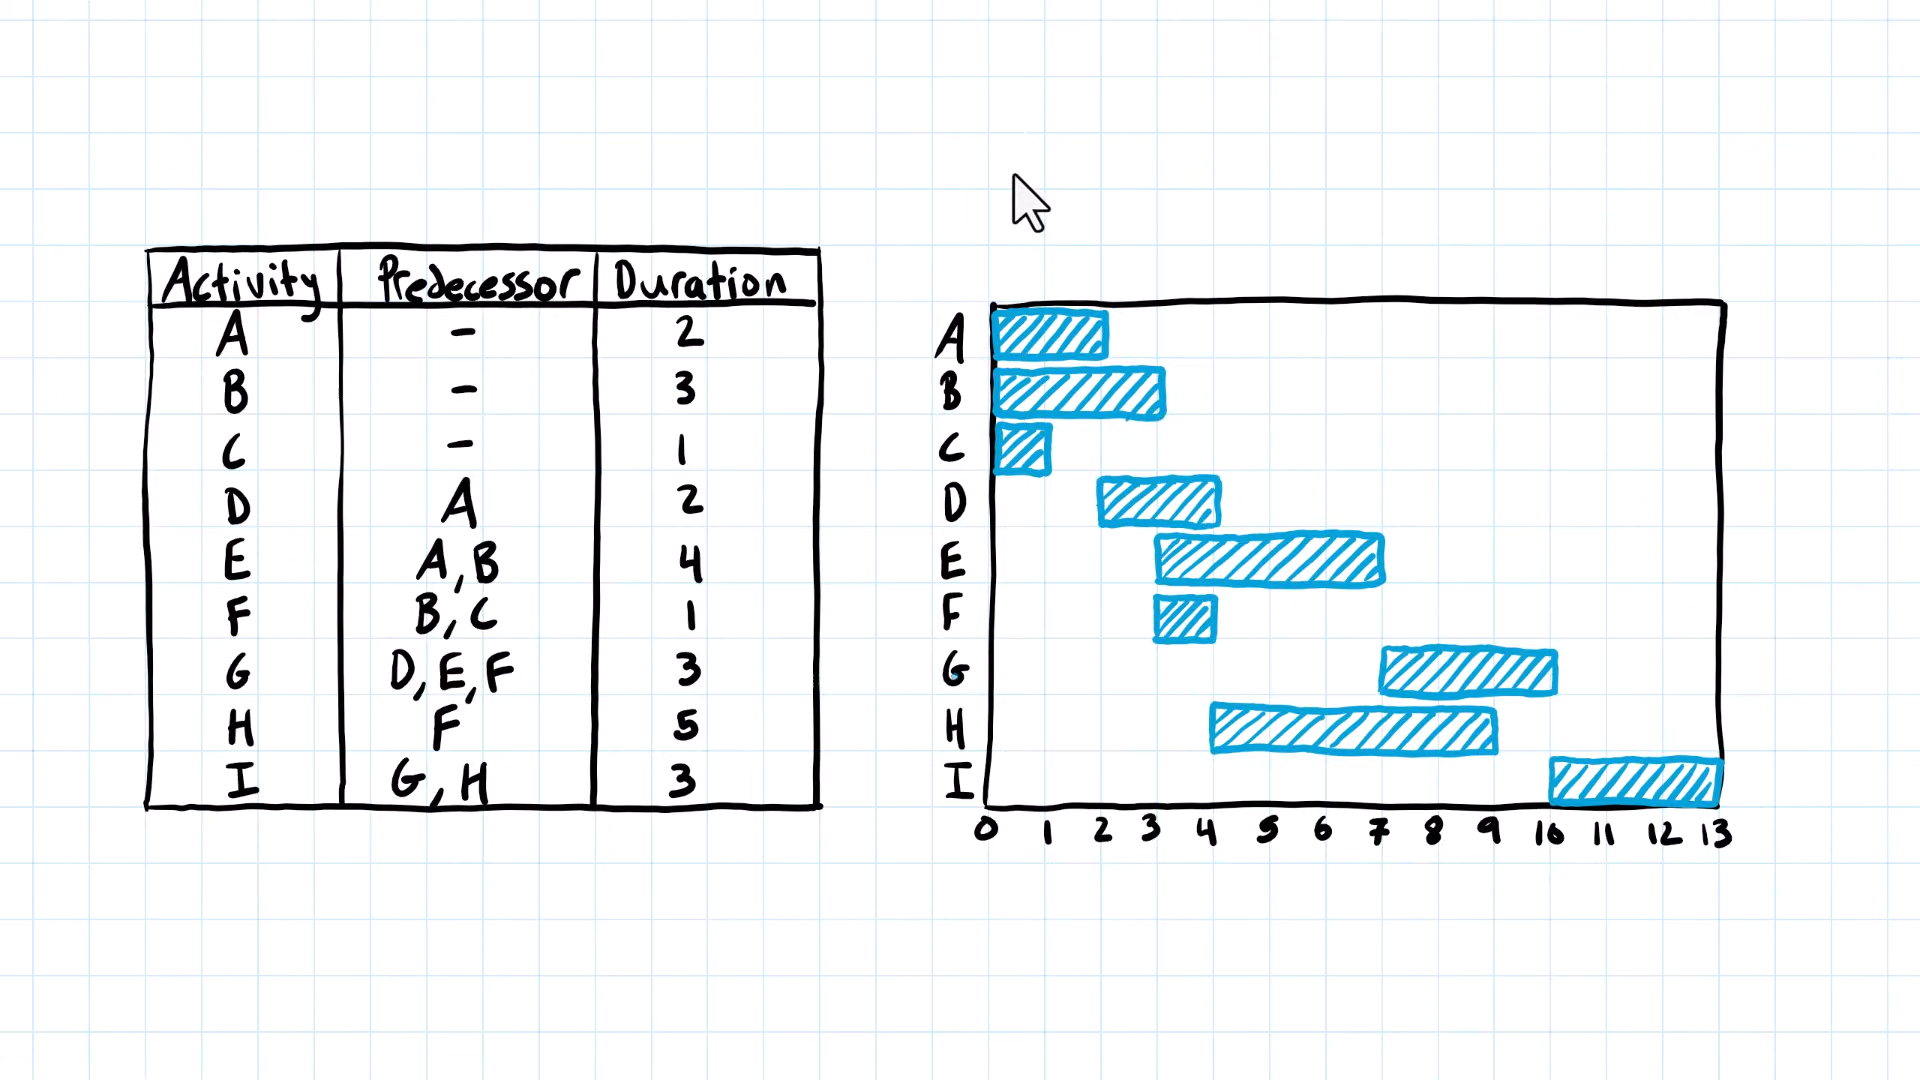 Activity Predecessor Duration
A - 2
B - 3
C - 1
D A 2
E A, B 4
F B, C 1
G D, E, F 3
H F 5
I G, H 3
A
B
C
D
E
F
G
H
I
0 1 2 3 4 5 6 7 8 9 10 11 12 13